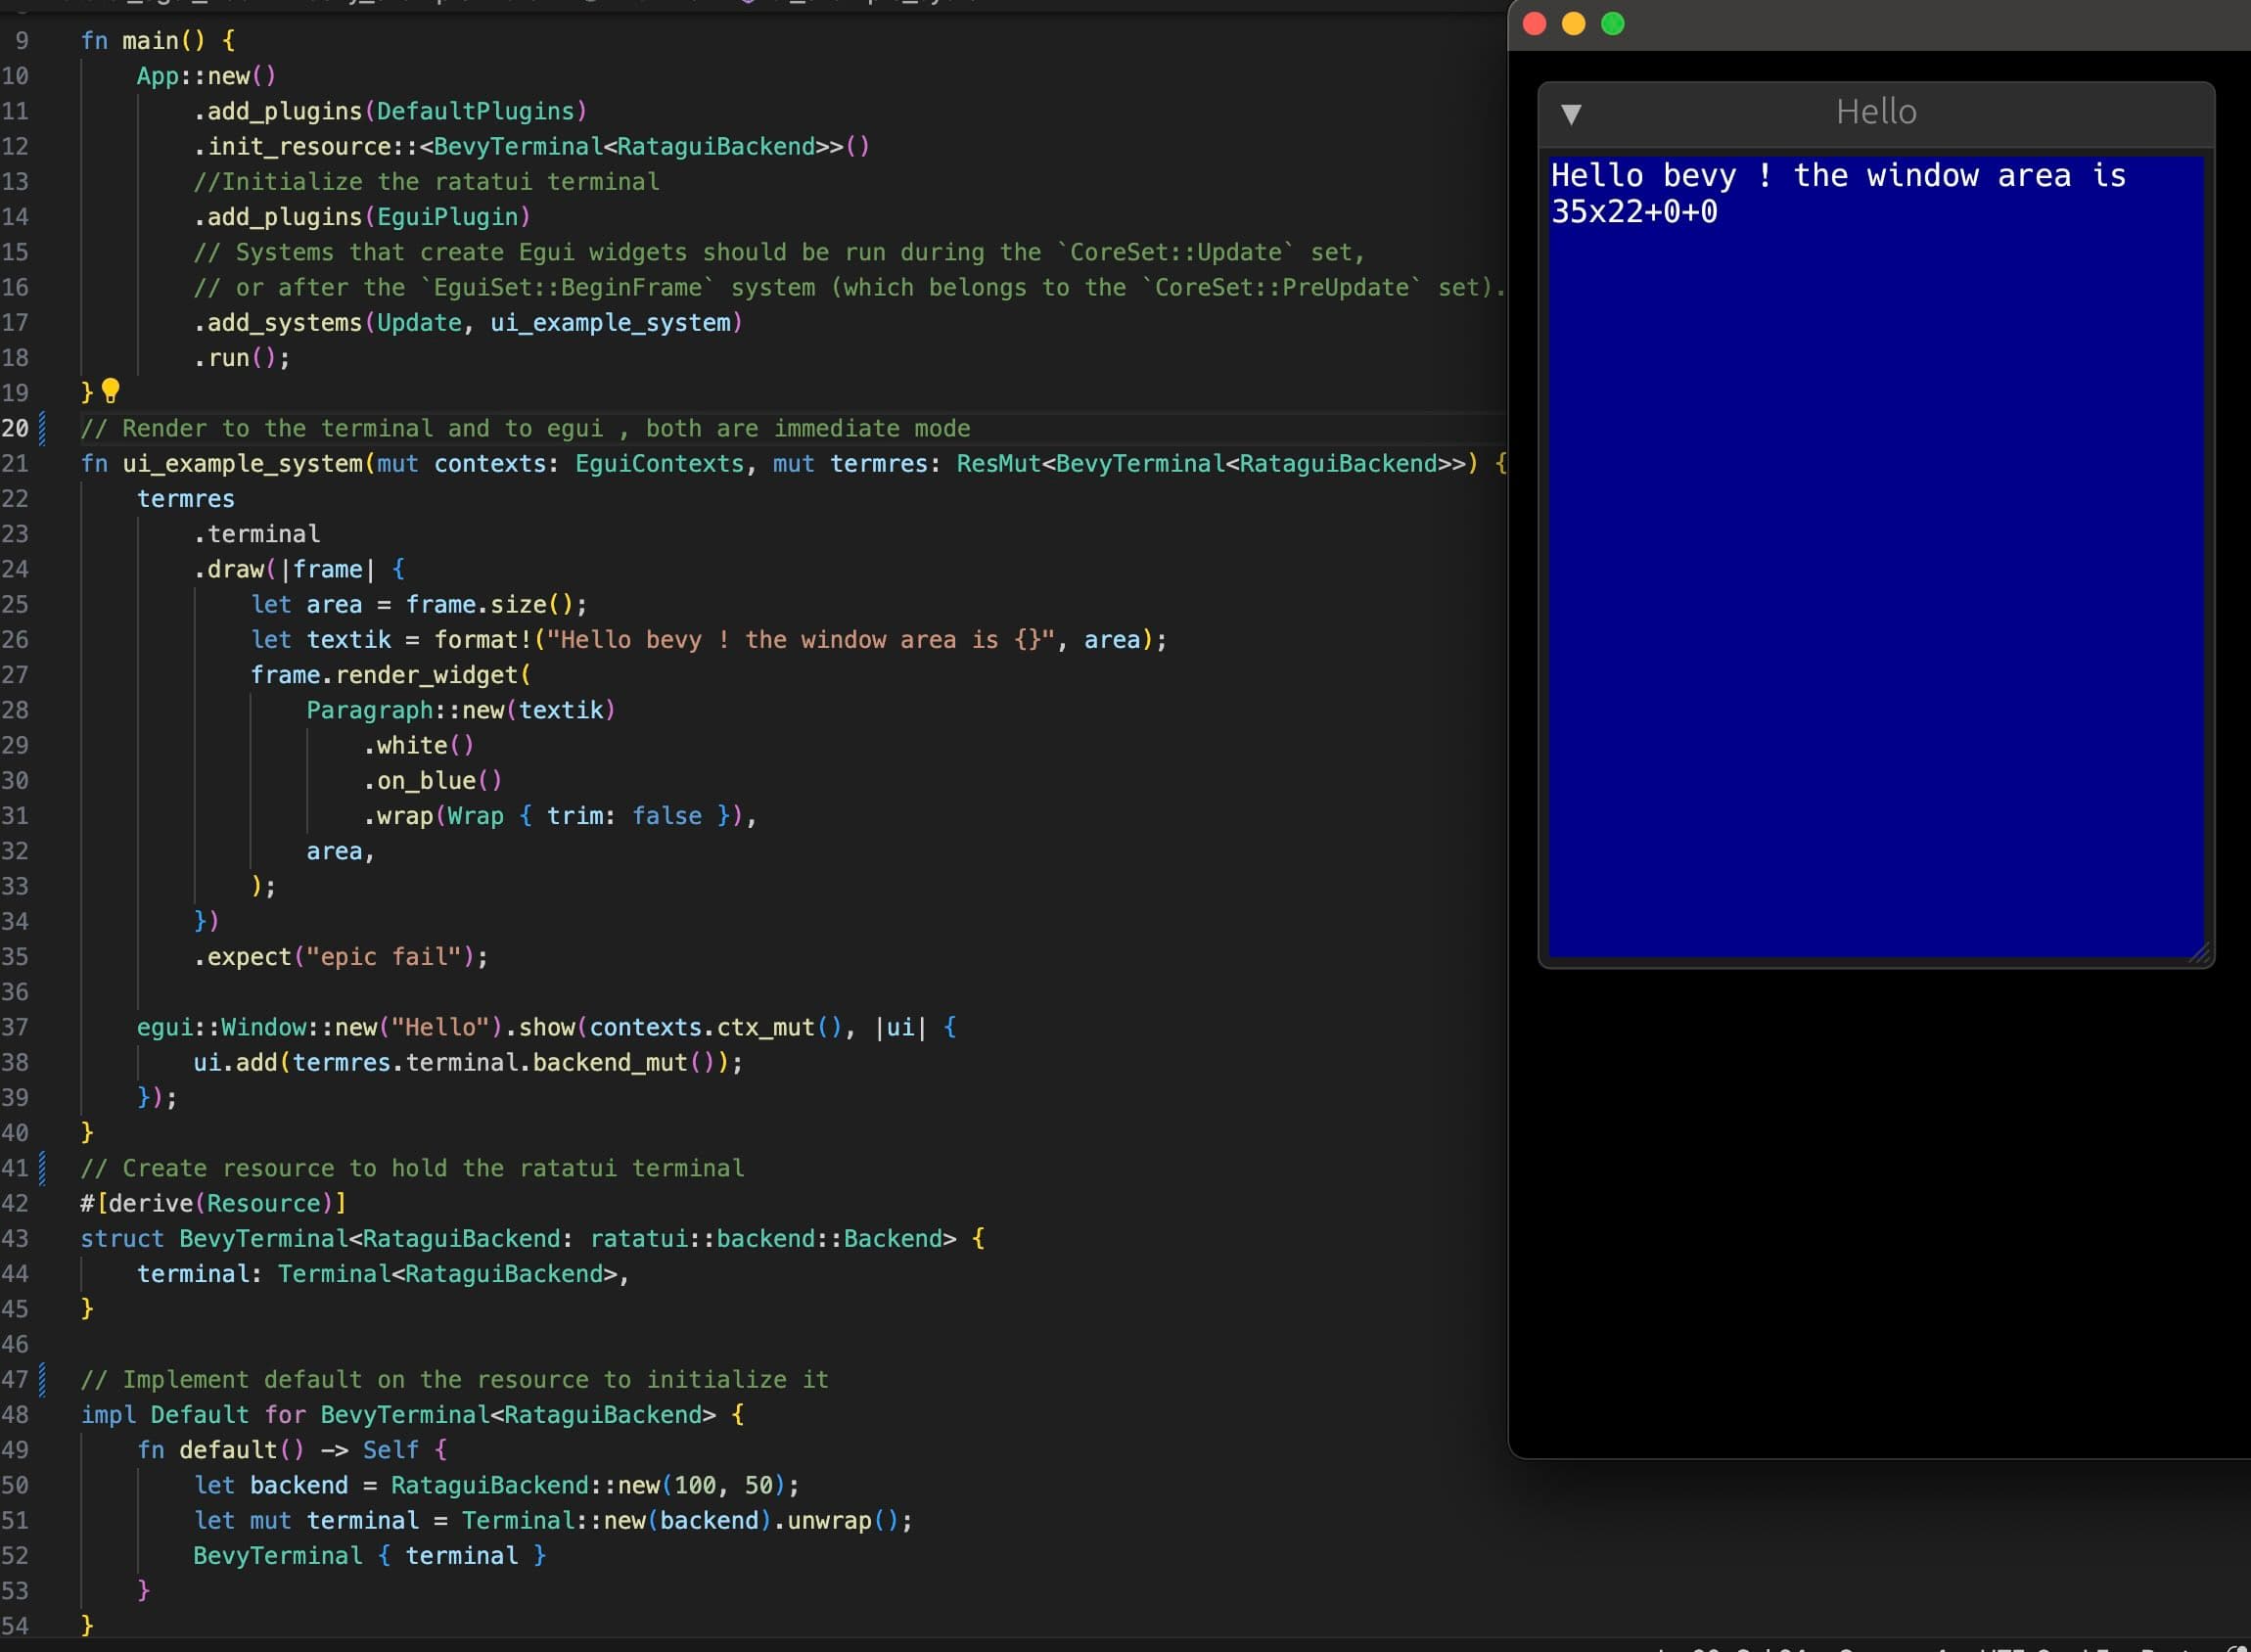 9 fn main() {
10     App::new()
11         .add_plugins(DefaultPlugins)
12         .init_resource::<BevyTerminal<RataguiBackend>>()
13         //Initialize the ratatui terminal
14         .add_plugins(EguiPlugin)
15         // Systems that create Egui widgets should be run during the `CoreSet::Update` set,
16         // or after the `EguiSet::BeginFrame` system (which belongs to the `CoreSet::PreUpdate` set).
17         .add_systems(Update, ui_example_system)
18         .run();
19 }
20 // Render to the terminal and to egui , both are immediate mode
21 fn ui_example_system(mut contexts: EguiContexts, mut termres: ResMut<BevyTerminal<RataguiBackend>>) {
22     termres
23         .terminal
24         .draw(|frame| {
25             let area = frame.size();
26             let textik = format!("Hello bevy ! the window area is {}", area);
27             frame.render_widget(
28                 Paragraph::new(textik)
29                     .white()
30                     .on_blue()
31                     .wrap(Wrap { trim: false }),
32                 area,
33             );
34         })
35         .expect("epic fail");
36
37     egui::Window::new("Hello").show(contexts.ctx_mut(), |ui| {
38         ui.add(termres.terminal.backend_mut());
39     });
40 }
41 // Create resource to hold the ratatui terminal
42 #[derive(Resource)]
43 struct BevyTerminal<RataguiBackend: ratatui::backend::Backend> {
44     terminal: Terminal<RataguiBackend>,
45 }
46
47 // Implement default on the resource to initialize it
48 impl Default for BevyTerminal<RataguiBackend> {
49     fn default() -> Self {
50         let backend = RataguiBackend::new(100, 50);
51         let mut terminal = Terminal::new(backend).unwrap();
52         BevyTerminal { terminal }
53     }
54 }
▼ Hello
Hello bevy ! the window area is
35x22+0+0